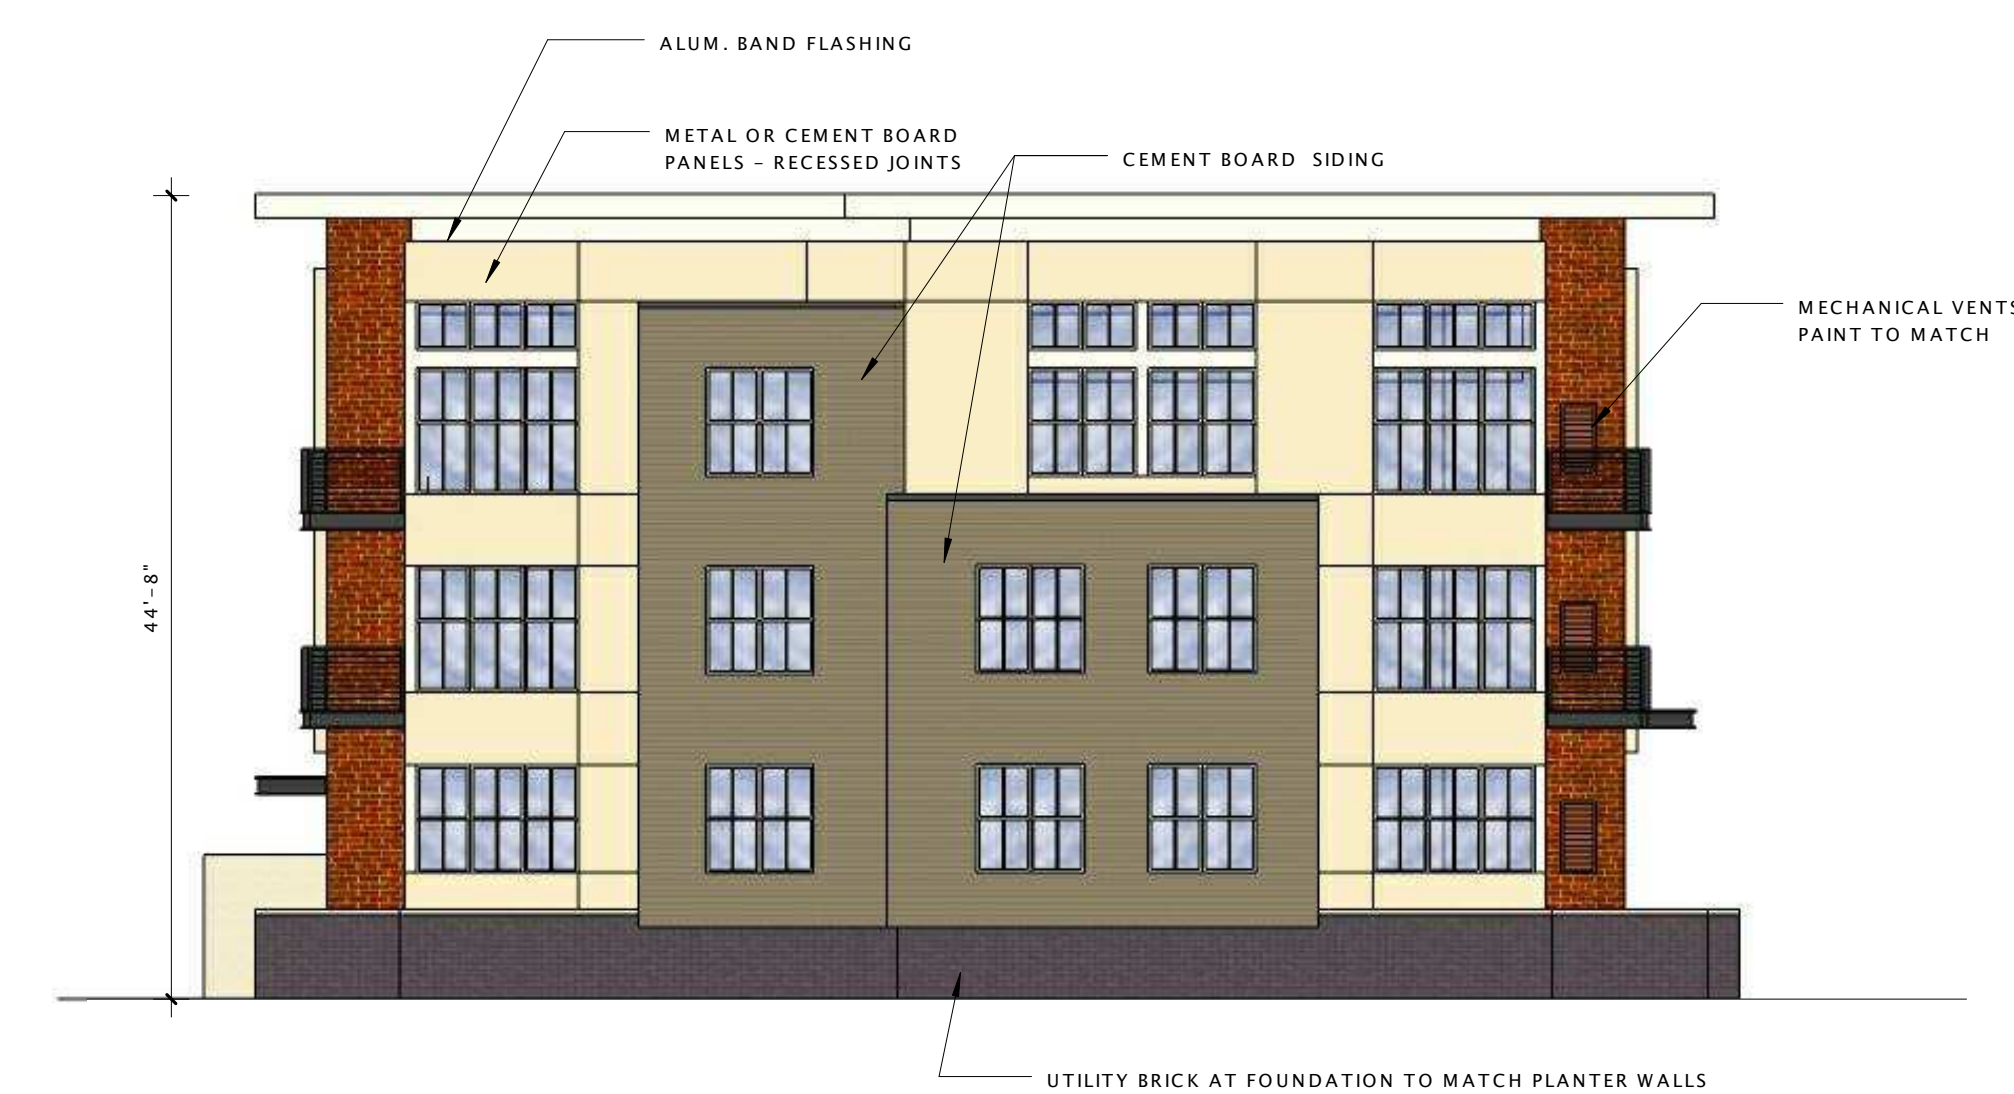 ALUM. BAND FLASHING
METAL OR CEMENT BOARD
PANELS – RECESSED JOINTS
CEMENT BOARD SIDING
MECHANICAL VENTS
PAINT TO MATCH
44'-8"
UTILITY BRICK AT FOUNDATION TO MATCH PLANTER WALLS